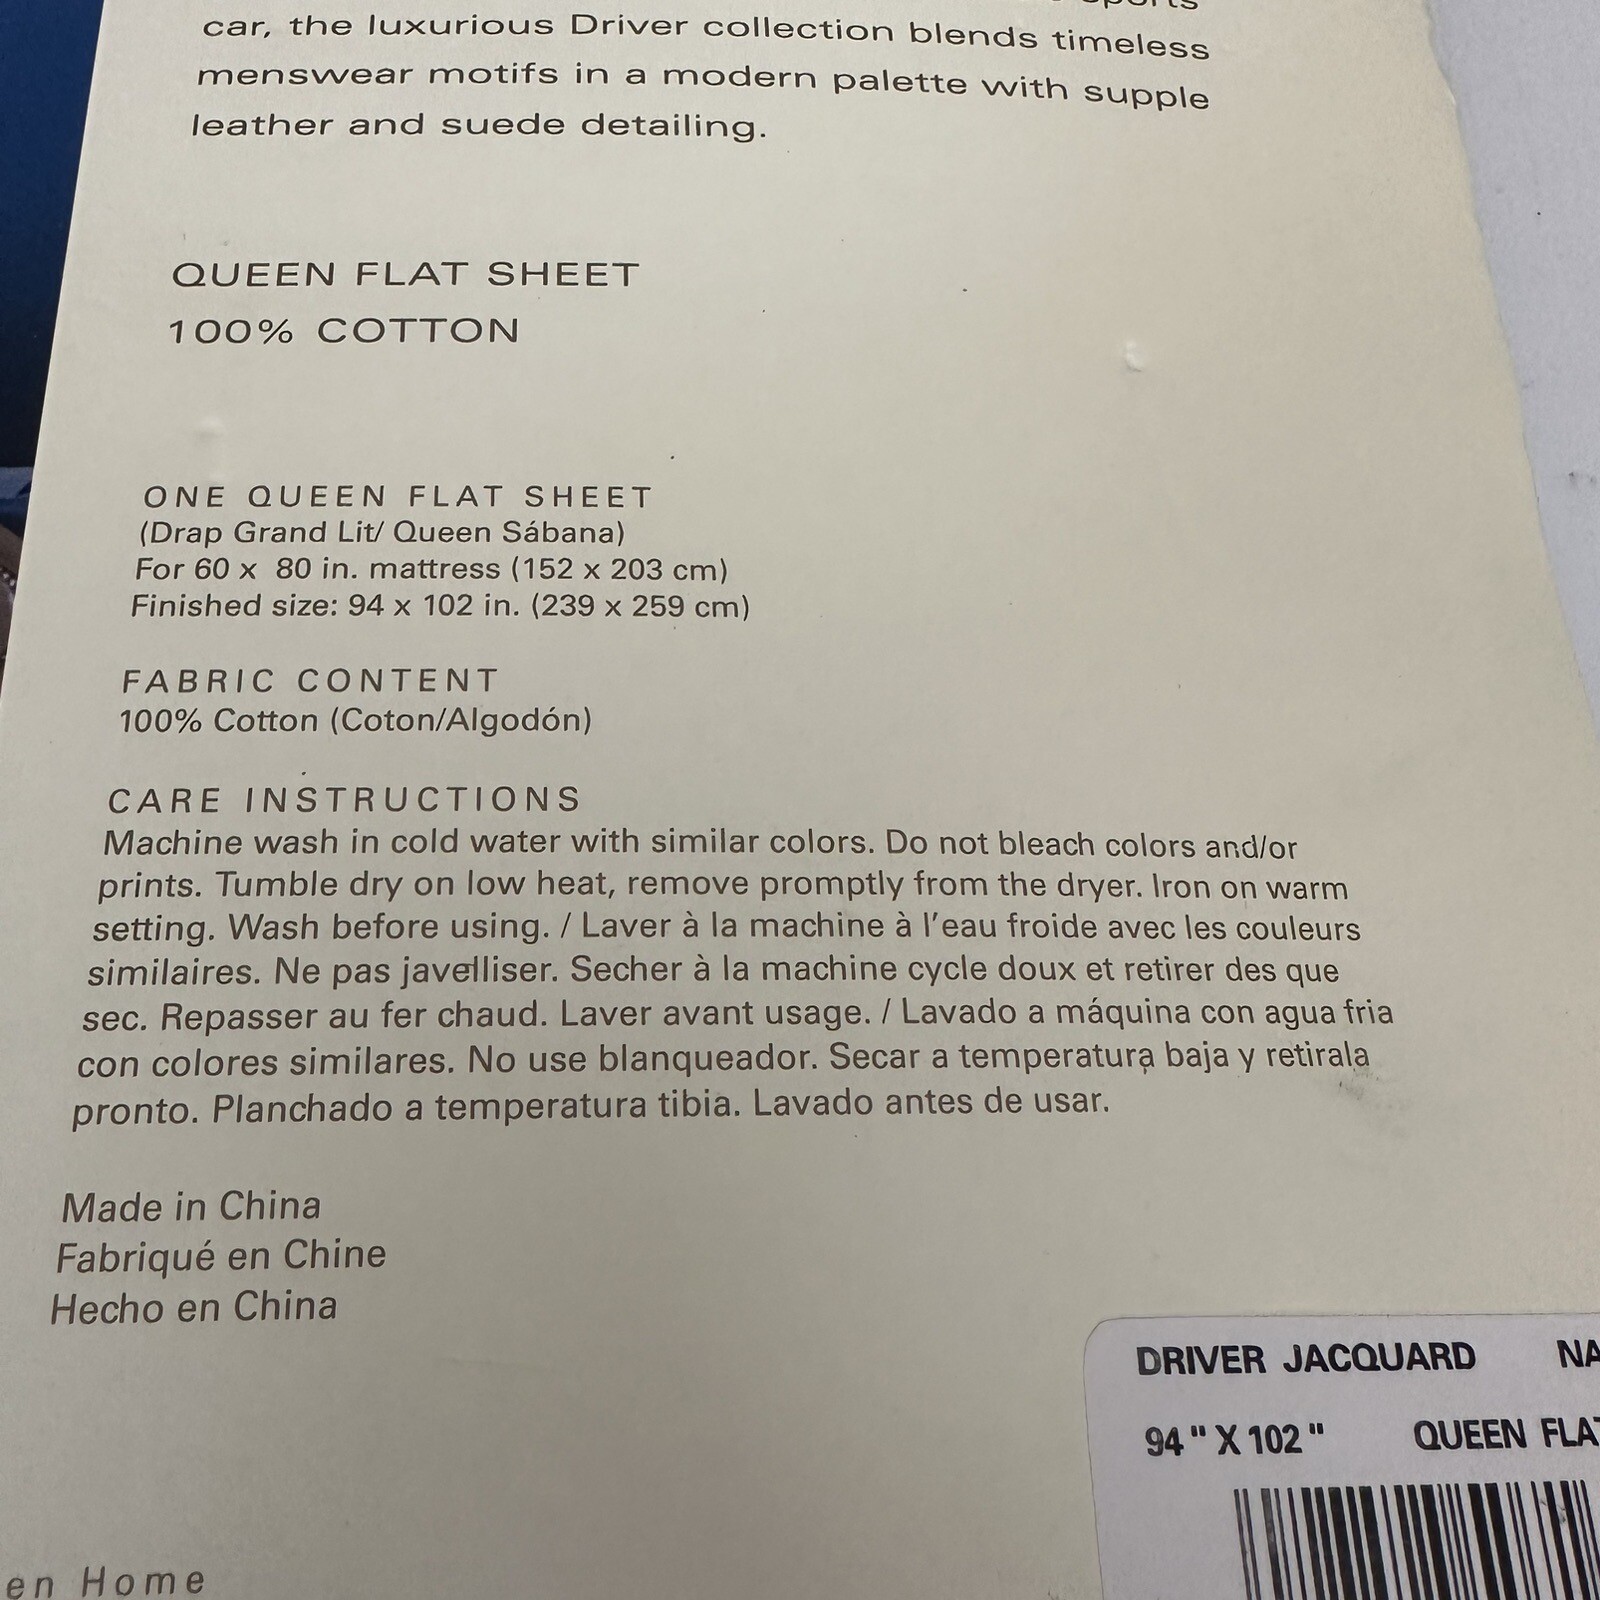 sports
car, the luxurious Driver collection blends timeless
menswear motifs in a modern palette with supple
leather and suede detailing.
QUEEN FLAT SHEET
100% COTTON
ONE QUEEN FLAT SHEET
(Drap Grand Lit/ Queen Sábana)
For 60 x 80 in. mattress (152 x 203 cm)
Finished size: 94 x 102 in. (239 x 259 cm)
FABRIC CONTENT
100% Cotton (Coton/Algodón)
CARE INSTRUCTIONS
Machine wash in cold water with similar colors. Do not bleach colors and/or
prints. Tumble dry on low heat, remove promptly from the dryer. Iron on warm
setting. Wash before using. / Laver à la machine à l'eau froide avec les couleurs
similaires. Ne pas javelliser. Secher à la machine cycle doux et retirer des que
sec. Repasser au fer chaud. Laver avant usage. / Lavado a máquina con agua fria
con colores similares. No use blanqueador. Secar a temperatura baja y retirala
pronto. Planchado a temperatura tibia. Lavado antes de usar.
Made in China
Fabriqué en Chine
Hecho en China
DRIVER JACQUARD NA
94" X 102" QUEEN FLAT
en Home